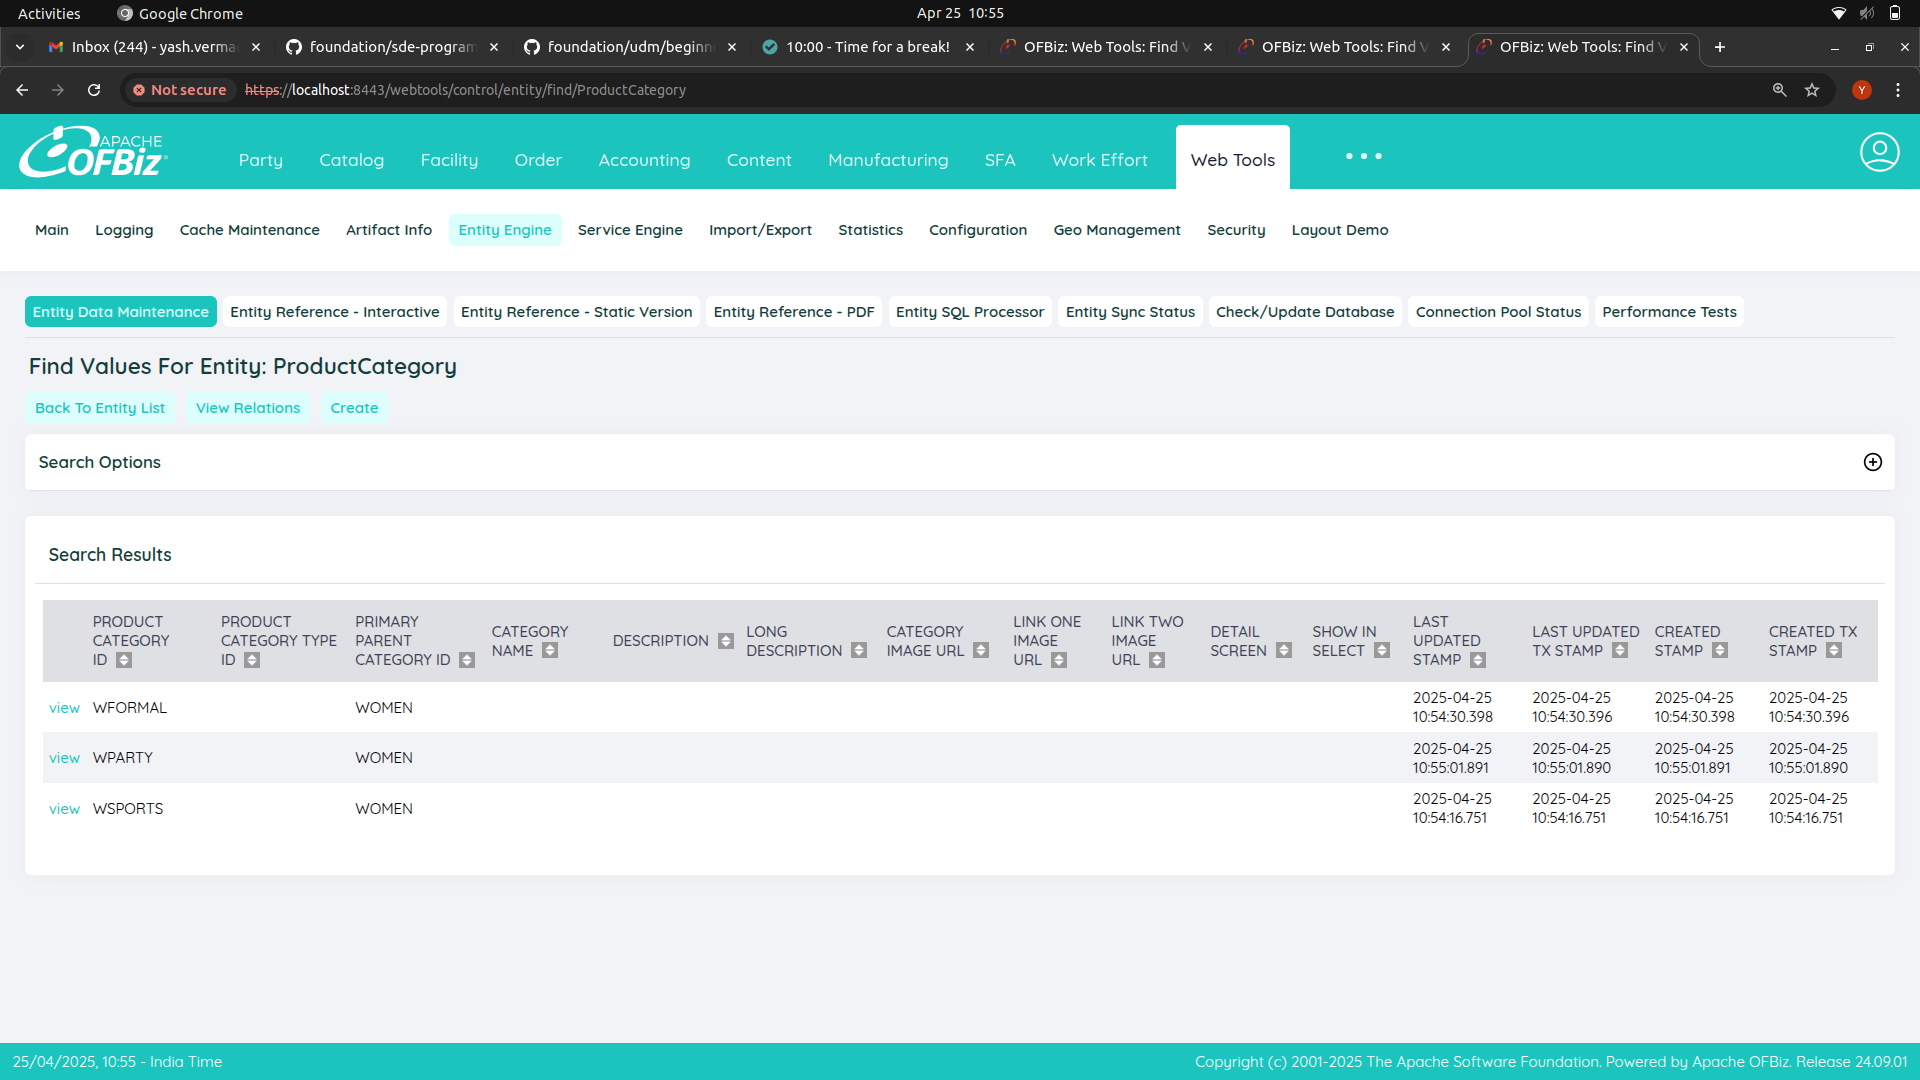 Activities
Google Chrome
Apr 25 10:55
Inbox (244) - yash.verma
foundation/sde-program
foundation/udm/beginn
10:00 - Time for a break!
OFBiz: Web Tools: Find V
OFBiz: Web Tools: Find V
OFBiz: Web Tools: Find V
Not secure
https://localhost:8443/webtools/control/entity/find/ProductCategory
Y
APACHE
OFBiz
Party
Catalog
Facility
Order
Accounting
Content
Manufacturing
SFA
Work Effort
Web Tools
Main
Logging
Cache Maintenance
Artifact Info
Entity Engine
Service Engine
Import/Export
Statistics
Configuration
Geo Management
Security
Layout Demo
Entity Data Maintenance
Entity Reference - Interactive
Entity Reference - Static Version
Entity Reference - PDF
Entity SQL Processor
Entity Sync Status
Check/Update Database
Connection Pool Status
Performance Tests
Find Values For Entity: ProductCategory
Back To Entity List
View Relations
Create
Search Options
Search Results
PRODUCT
CATEGORY
ID
PRODUCT
CATEGORY TYPE
ID
PRIMARY
PARENT
CATEGORY ID
CATEGORY
NAME
DESCRIPTION
LONG
DESCRIPTION
CATEGORY
IMAGE URL
LINK ONE
IMAGE
URL
LINK TWO
IMAGE
URL
DETAIL
SCREEN
SHOW IN
SELECT
LAST
UPDATED
STAMP
LAST UPDATED
TX STAMP
CREATED
STAMP
CREATED TX
STAMP
view
WFORMAL
WOMEN
2025-04-25
10:54:30.398
2025-04-25
10:54:30.396
2025-04-25
10:54:30.398
2025-04-25
10:54:30.396
view
WPARTY
WOMEN
2025-04-25
10:55:01.891
2025-04-25
10:55:01.890
2025-04-25
10:55:01.891
2025-04-25
10:55:01.890
view
WSPORTS
WOMEN
2025-04-25
10:54:16.751
2025-04-25
10:54:16.751
2025-04-25
10:54:16.751
2025-04-25
10:54:16.751
25/04/2025, 10:55 - India Time
Copyright (c) 2001-2025 The Apache Software Foundation. Powered by Apache OFBiz. Release 24.09.01